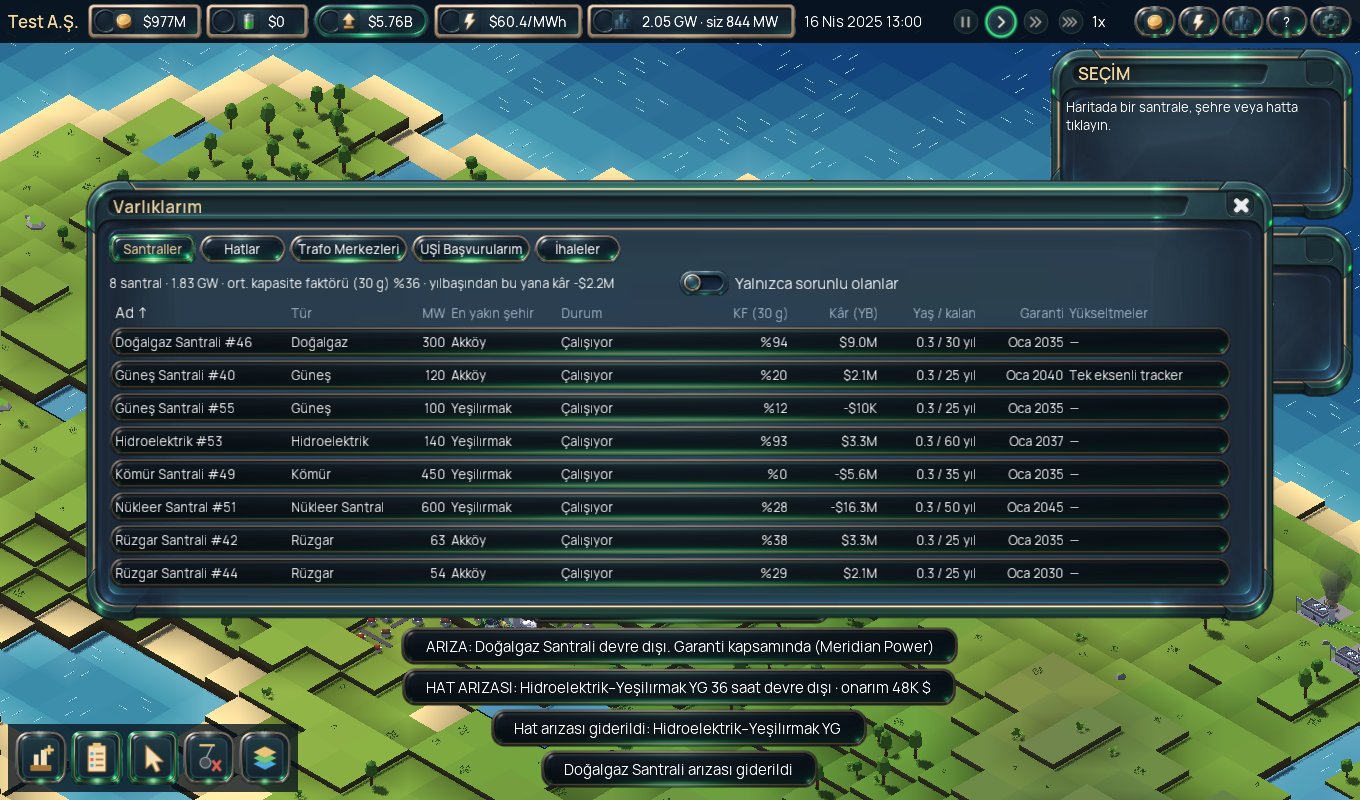 Test A.Ş. $977M $0 $5.76B $60.4/MWh 2.05 GW · siz 844 MW 16 Nis 2025 13:00 1x ?
SEÇİM
Haritada bir santrale, şehre veya hatta
tıklayın.
Varlıklarım
Santraller Hatlar Trafo Merkezleri ÜŞİ Başvurularım İhaleler
8 santral · 1.83 GW · ort. kapasite faktörü (30 g) %36 · yılbaşından bu yana kâr -$2.2M Yalnızca sorunlu olanlar
Ad ↑ Tür MW En yakın şehir Durum KF (30 g) Kâr (YB) Yaş / kalan Garanti Yükseltmeler
Doğalgaz Santrali #46 Doğalgaz 300 Akköy Çalışıyor %94 $9.0M 0.3 / 30 yıl Oca 2035 —
Güneş Santrali #40 Güneş 120 Akköy Çalışıyor %20 $2.1M 0.3 / 25 yıl Oca 2040 Tek eksenli tracker
Güneş Santrali #55 Güneş 100 Yeşilırmak Çalışıyor %12 -$10K 0.3 / 25 yıl Oca 2035 —
Hidroelektrik #53 Hidroelektrik 140 Yeşilırmak Çalışıyor %93 $3.3M 0.3 / 60 yıl Oca 2037 —
Kömür Santrali #49 Kömür 450 Yeşilırmak Çalışıyor %0 -$5.6M 0.3 / 35 yıl Oca 2035 —
Nükleer Santral #51 Nükleer Santral 600 Yeşilırmak Çalışıyor %28 -$16.3M 0.3 / 50 yıl Oca 2045 —
Rüzgar Santrali #42 Rüzgar 63 Akköy Çalışıyor %38 $3.3M 0.3 / 25 yıl Oca 2035 —
Rüzgar Santrali #44 Rüzgar 54 Akköy Çalışıyor %29 $2.1M 0.3 / 25 yıl Oca 2030 —
ARIZA: Doğalgaz Santrali devre dışı. Garanti kapsamında (Meridian Power)
HAT ARIZASI: Hidroelektrik–Yeşilırmak YG 36 saat devre dışı · onarım 48K $
Hat arızası giderildi: Hidroelektrik–Yeşilırmak YG
Doğalgaz Santrali arızası giderildi